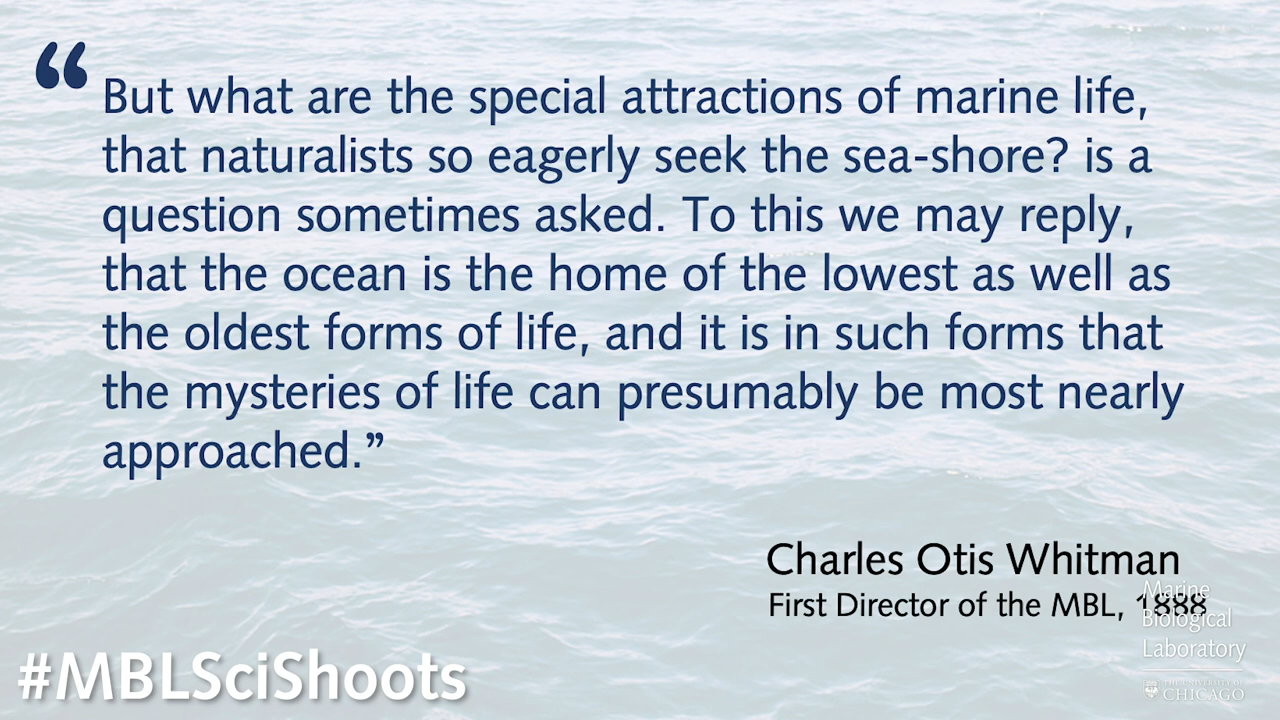 “But what are the special attractions of marine life,
that naturalists so eagerly seek the sea-shore? is a
question sometimes asked. To this we may reply,
that the ocean is the home of the lowest as well as
the oldest forms of life, and it is in such forms that
the mysteries of life can presumably be most nearly
approached.”
Charles Otis Whitman
First Director of the MBL, 1888
Marine
Biological
Laboratory
THE UNIVERSITY OF
CHICAGO
#MBLSciShoots